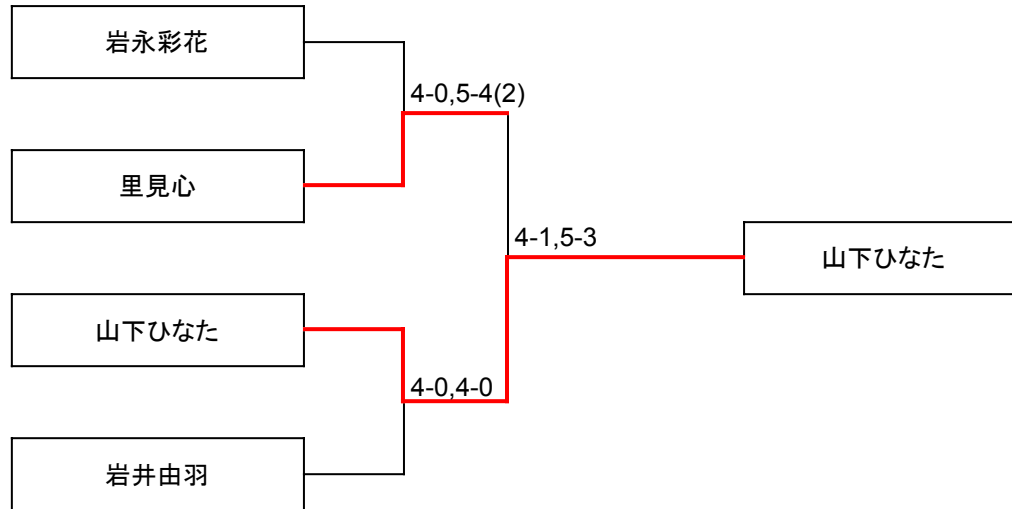 岩永彩花
4-0,5-4(2)
里見心
4-1,5-3
山下ひなた
山下ひなた
4-0,4-0
岩井由羽